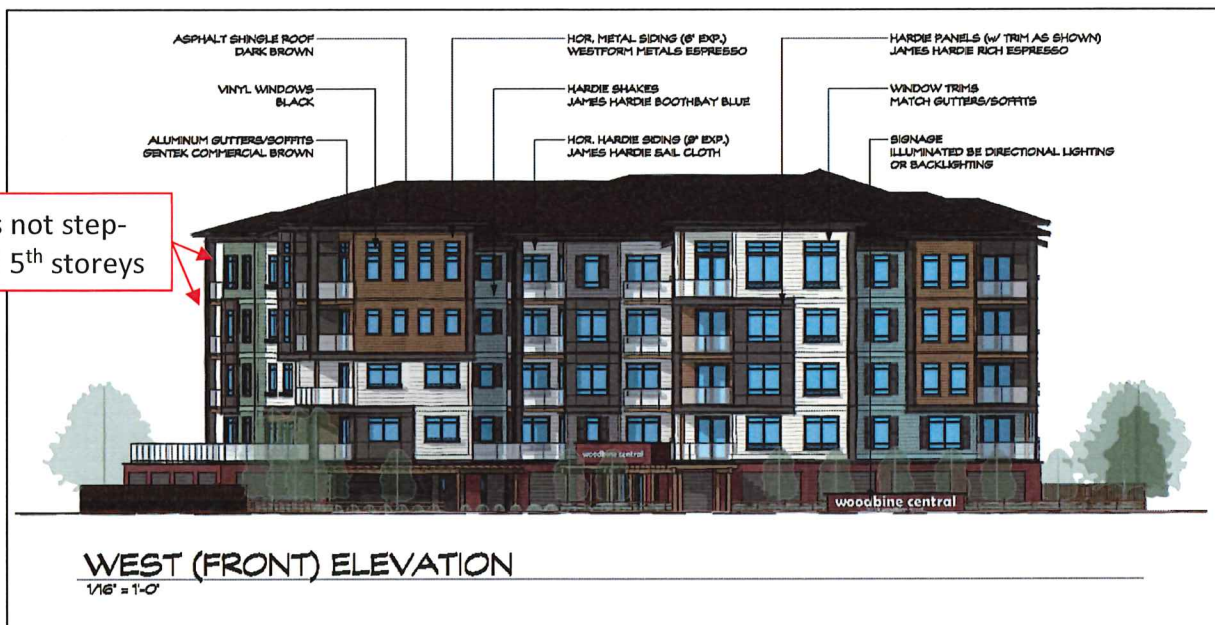 ASPHALT SHINGLE ROOF
DARK BROWN
VINYL WINDOWS
BLACK
ALUMINUM GUTTERS/SOFFITS
GENTEK COMMERCIAL BROWN
HOR. METAL SIDING (6" EXP.)
WESTFORM METALS ESPRESSO
HARDIE SHAKES
JAMES HARDIE BOOTHBAY BLUE
HOR. HARDIE SIDING (8" EXP.)
JAMES HARDIE SAIL CLOTH
HARDIE PANELS (w/ TRIM AS SHOWN)
JAMES HARDIE RICH ESPRESSO
WINDOW TRIMS
MATCH GUTTERS/SOFFITS
SIGNAGE
ILLUMINATED BE DIRECTIONAL LIGHTING
OR BACKLIGHTING
s not step-
5th storeys
woodbine central
woodbine central
WEST (FRONT) ELEVATION
1/16" = 1'-0"